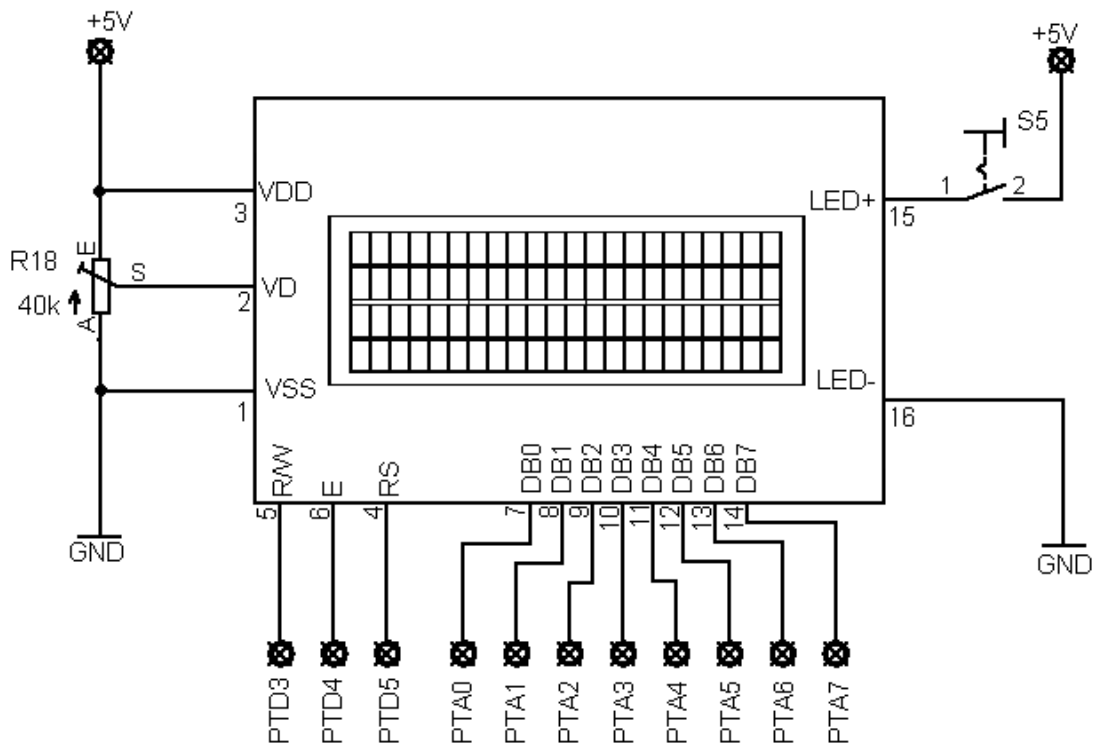 +5V
+5V
S5
1 2
VDD
3
LED+
15
E
R18
S
40k
VD
2
A
LED-
VSS
1
16
R/W E RS DB0 DB1 DB2 DB3 DB4 DB5 DB6 DB7
5 6 4 7 8 9 10 11 12 13 14
GND
GND
PTD3 PTD4 PTD5 PTA0 PTA1 PTA2 PTA3 PTA4 PTA5 PTA6 PTA7